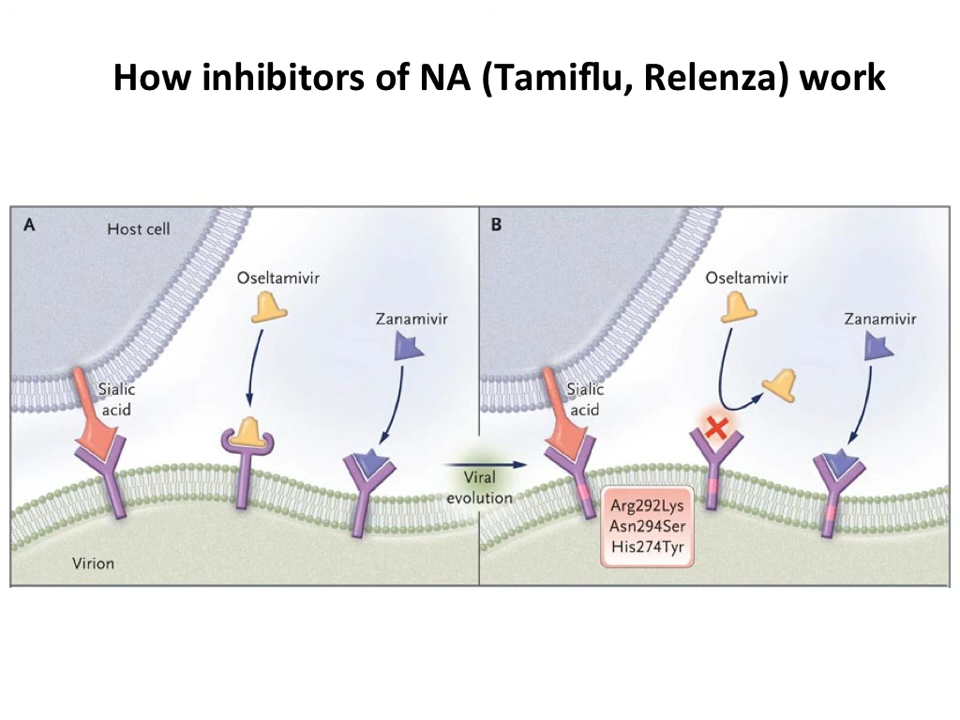 How inhibitors of NA (Tamiflu, Relenza) work
A
Host cell
Oseltamivir
Zanamivir
Sialic
acid
Virion
Viral
evolution
B
Oseltamivir
Zanamivir
Sialic
acid
Arg292Lys
Asn294Ser
His274Tyr